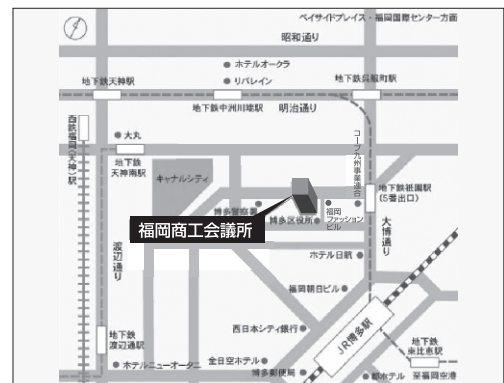 ベイサイドプレイス・福岡国際センター方面
昭和通り
ホテルオークラ
リバレイン
地下鉄天神駅
地下鉄呉服町駅
地下鉄中洲川端駅
明治通り
西鉄福岡(天神)駅
大丸
地下鉄
天神南駅
キャナルシティ
コープ九州事業連合
地下鉄祇園駅
(5番出口)
博多警察署
博多区役所
福岡
ファッション
ビル
福岡商工会議所
大博通り
渡辺通り
ホテル日航
福岡朝日ビル
西日本シティ銀行
JR博多駅
地下鉄
渡辺通駅
ホテルニューオータニ
全日空ホテル
博多郵便局
都ホテル
地下鉄
東比恵駅
至福岡空港